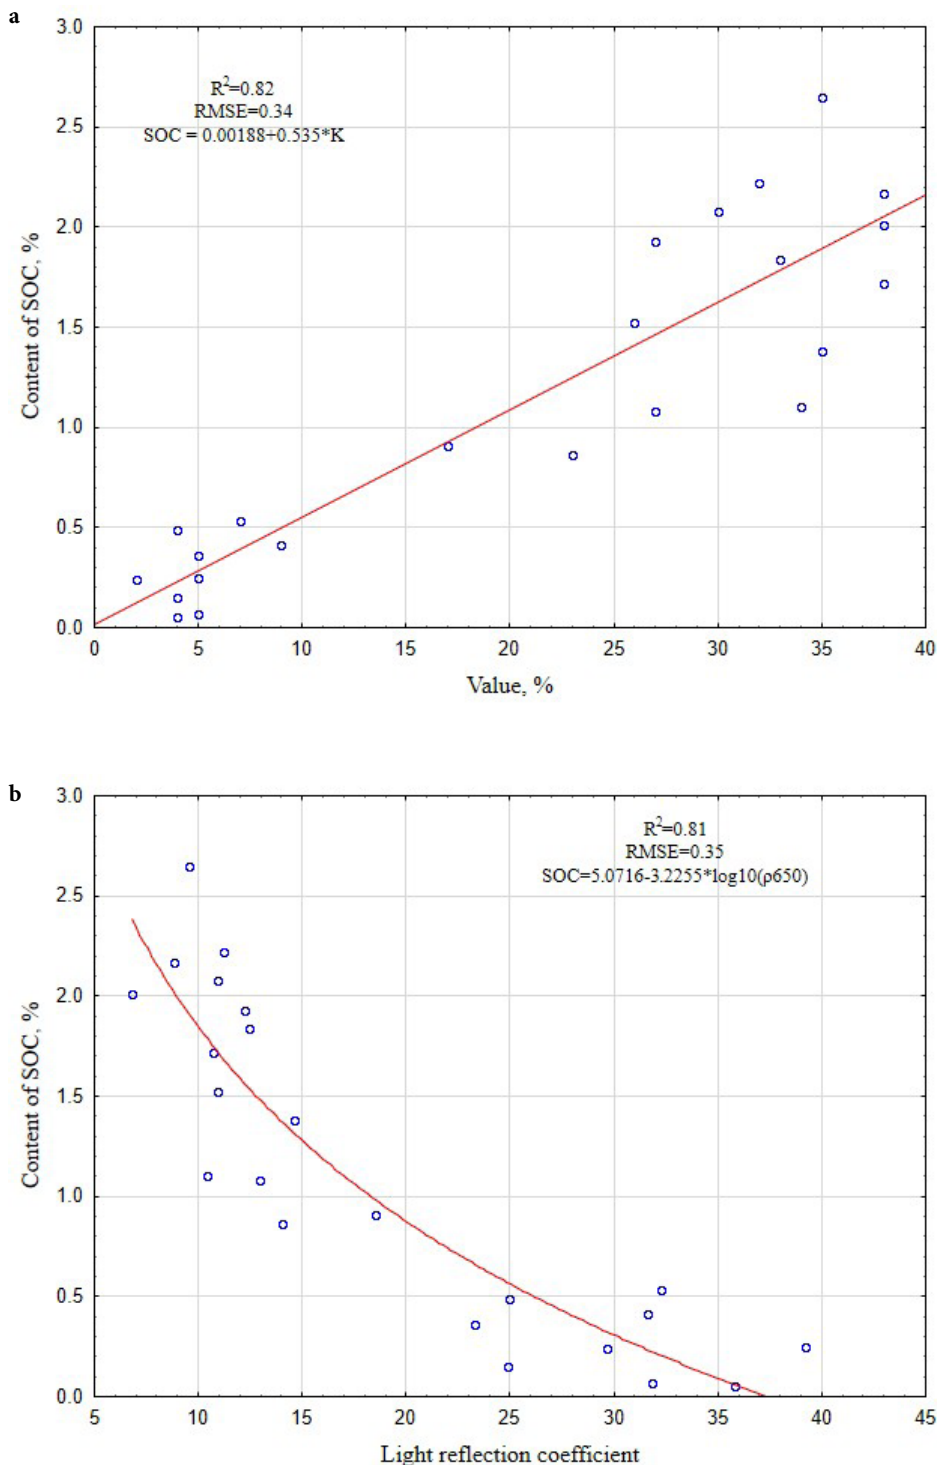 a
3.0
R²=0.82
RMSE=0.34
SOC = 0.00188+0.535*K
2.5
2.0
1.5
1.0
0.5
0.0
Content of SOC, %
0 5 10 15 20 25 30 35 40
Value, %
b
3.0
R²=0.81
RMSE=0.35
SOC=5.0716-3.2255*log10(ρ650)
2.5
2.0
1.5
1.0
0.5
0.0
Content of SOC, %
5 10 15 20 25 30 35 40 45
Light reflection coefficient